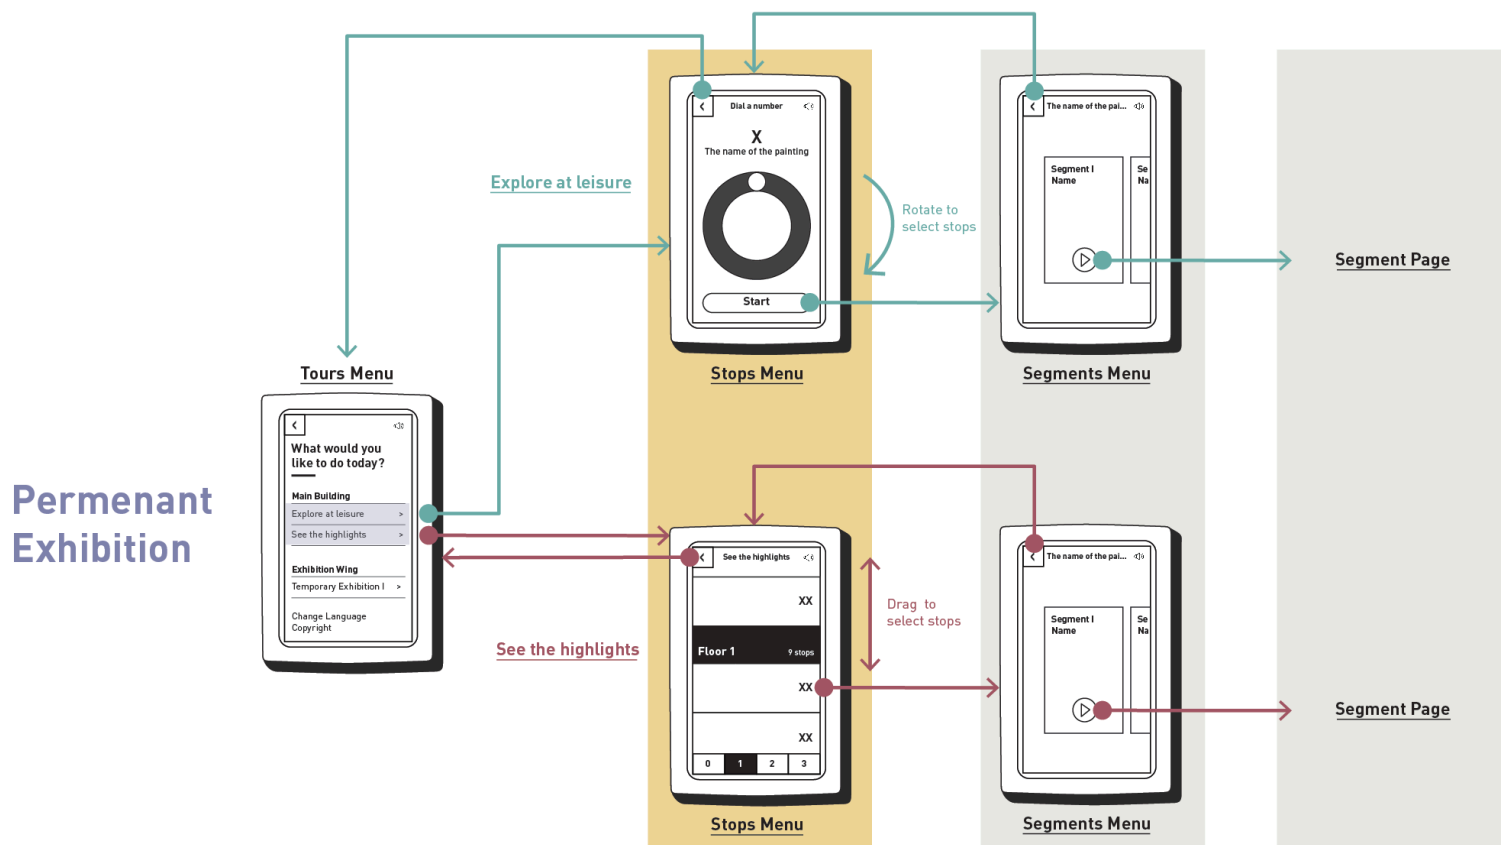 Permenant
Exhibition
Tours Menu
<
What would you
like to do today?
Main Building
Explore at leisure >
See the highlights >
Exhibition Wing
Temporary Exhibition I >
Change Language
Copyright
Explore at leisure
< Dial a number
X
The name of the painting
Start
Stops Menu
Rotate to
select stops
< The name of the pai...
Segment I
Name
Se
Na
Segments Menu
Segment Page
See the highlights
< See the highlights
XX
Floor 1 9 stops
XX
XX
0 1 2 3
Stops Menu
Drag to
select stops
< The name of the pai...
Segment I
Name
Se
Na
Segments Menu
Segment Page